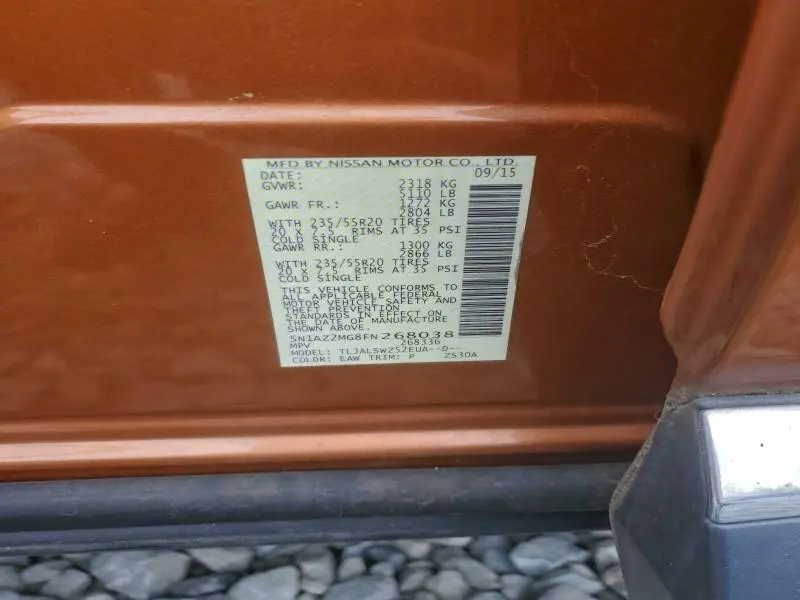 MFD BY NISSAN MOTOR CO., LTD.
DATE: 09/15
GVWR: 2318 KG
5110 LB
GAWR FR.: 1272 KG
2804 LB
WITH 235/55R20 TIRES
20 X 7.5 RIMS AT 35 PSI
COLD SINGLE
GAWR RR.: 1300 KG
2866 LB
WITH 235/55R20 TIRES
20 X 7.5 RIMS AT 35 PSI
COLD SINGLE
THIS VEHICLE CONFORMS TO
ALL APPLICABLE FEDERAL
MOTOR VEHICLE SAFETY AND
THEFT PREVENTION
STANDARDS IN EFFECT ON
THE DATE OF MANUFACTURE
SHOWN ABOVE.
5N1AZ2MG8FN268038
MPV 268336
MODEL: TLJALSWZ52EUA--D--
COLOR: EAW TRIM: P ZS30A